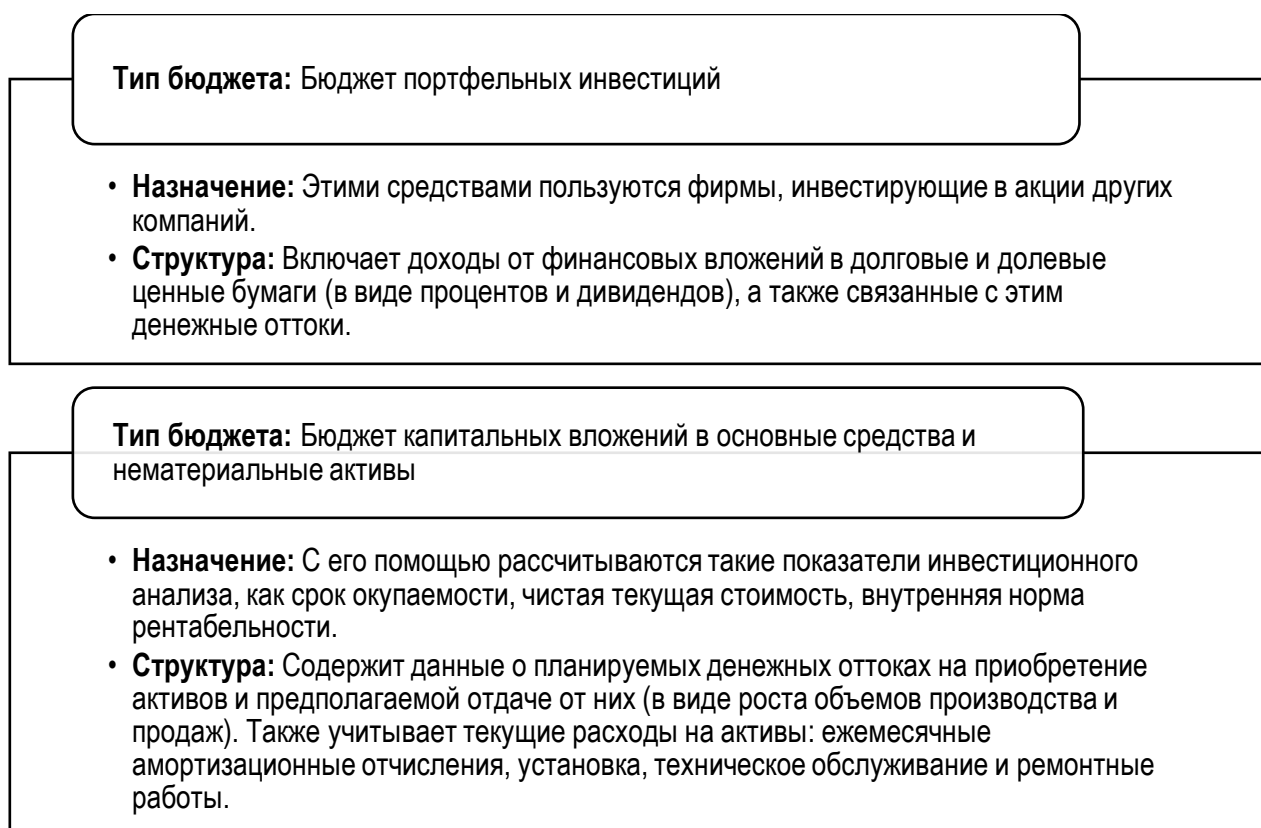 Тип бюджета: Бюджет портфельных инвестиций
• Назначение: Этими средствами пользуются фирмы, инвестирующие в акции других
компаний.
• Структура: Включает доходы от финансовых вложений в долговые и долевые
ценные бумаги (в виде процентов и дивидендов), а также связанные с этим
денежные оттоки.
Тип бюджета: Бюджет капитальных вложений в основные средства и
нематериальные активы
• Назначение: С его помощью рассчитываются такие показатели инвестиционного
анализа, как срок окупаемости, чистая текущая стоимость, внутренняя норма
рентабельности.
• Структура: Содержит данные о планируемых денежных оттоках на приобретение
активов и предполагаемой отдаче от них (в виде роста объемов производства и
продаж). Также учитывает текущие расходы на активы: ежемесячные
амортизационные отчисления, установка, техническое обслуживание и ремонтные
работы.